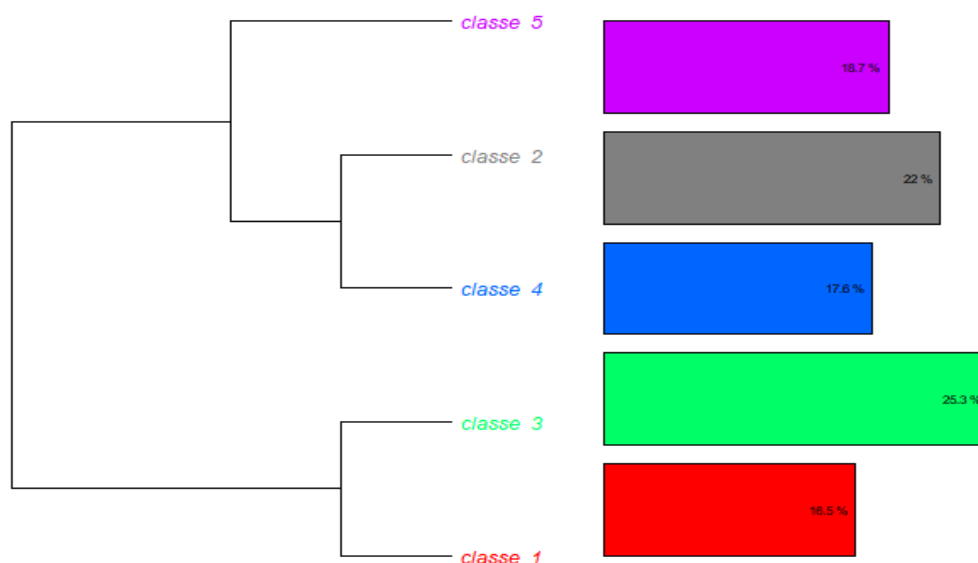 classe 5
18.7 %
classe 2
22 %
classe 4
17.6 %
classe 3
25.3 %
classe 1
16.5 %